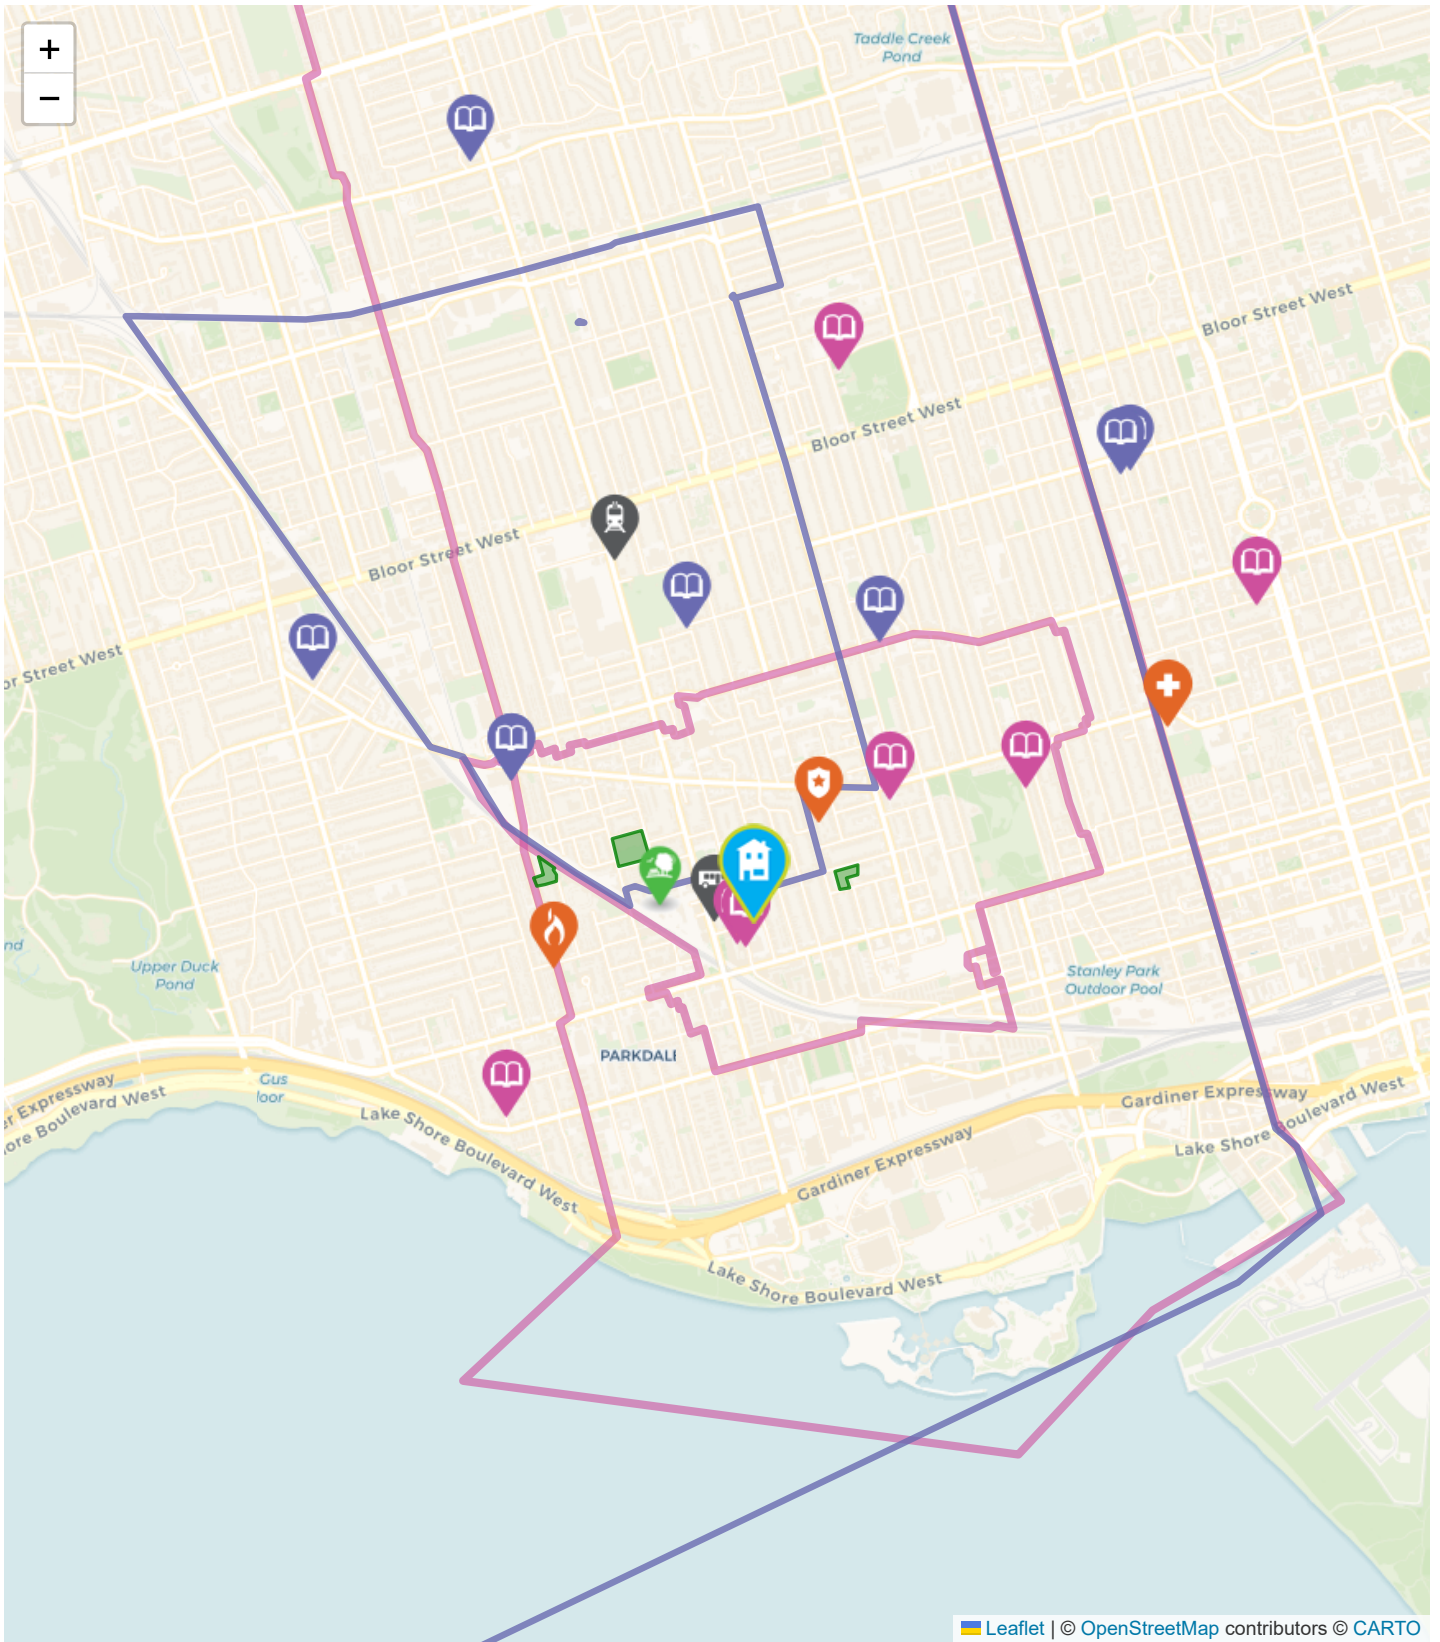 +
−
Taddle Creek
Pond
Bloor Street West
Bloor Street West
Bloor Street West
or Street West
Upper Duck
Pond
nd
Stanley Park
Outdoor Pool
PARKDALE
Gus
loor
er Expressway
ore Boulevard West
Lake Shore Boulevard West
Gardiner Expressway
Gardiner Expressway
Lake Shore Boulevard West
Lake Shore Boulevard West
Leaflet | © OpenStreetMap contributors © CARTO